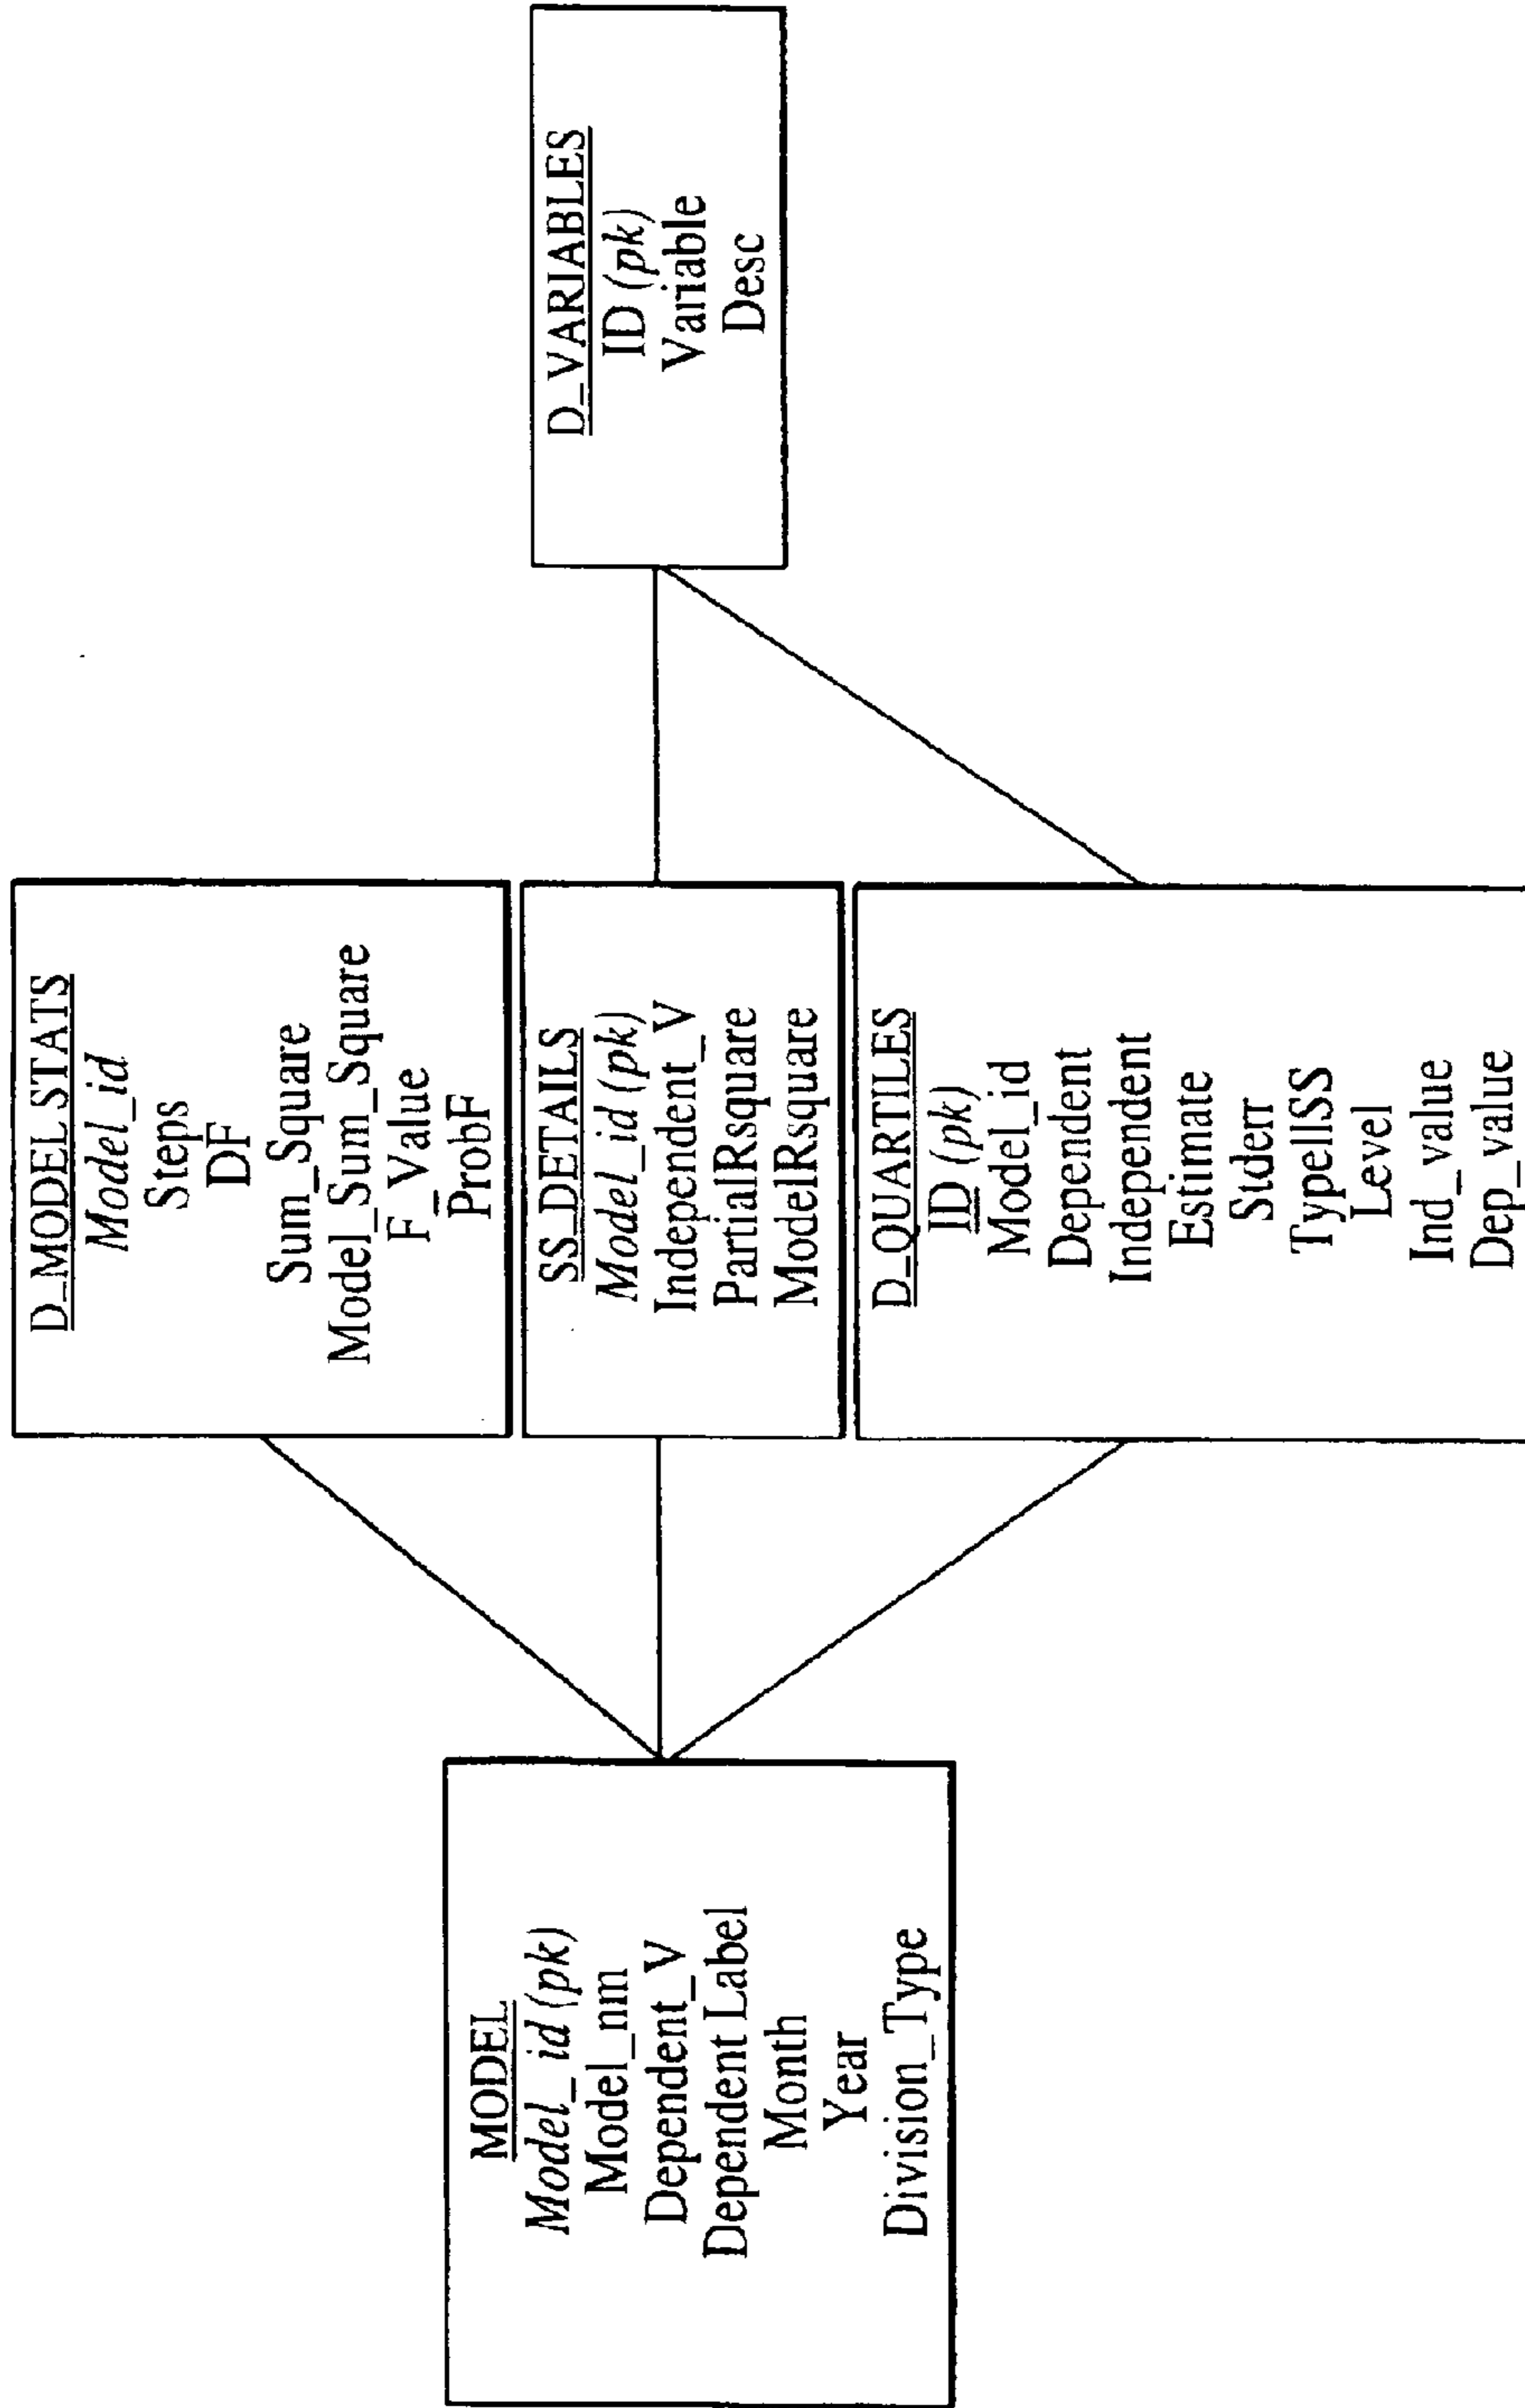 MODEL
Model_id (pk)
Model_nm
Dependent_V
Dependent Label
Month
Year
Division_Type
D_MODEL STATS
Model_id
Steps
DF
Sum_Square
Model_Sum_Square
F_Value
ProbF
SS_DETAILS
Model_id (pk)
Independent_V
PartialRsquare
ModelRsquare
D_QUARTILES
ID (pk)
Model_id
Dependent
Independent
Estimate
Stderr
TypeIISS
Level
Ind_value
Dep_value
D_VARIABLES
ID (pk)
Variable
Desc